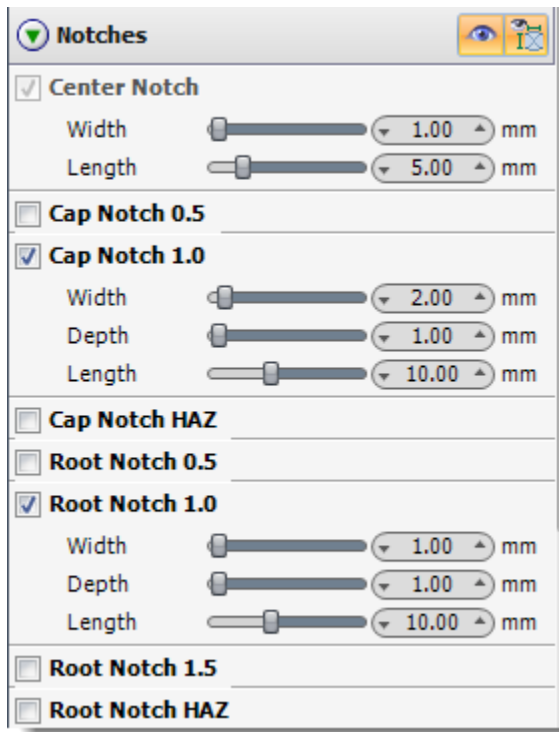 Notches
Center Notch
Width 1.00 mm
Length 5.00 mm
Cap Notch 0.5
Cap Notch 1.0
Width 2.00 mm
Depth 1.00 mm
Length 10.00 mm
Cap Notch HAZ
Root Notch 0.5
Root Notch 1.0
Width 1.00 mm
Depth 1.00 mm
Length 10.00 mm
Root Notch 1.5
Root Notch HAZ